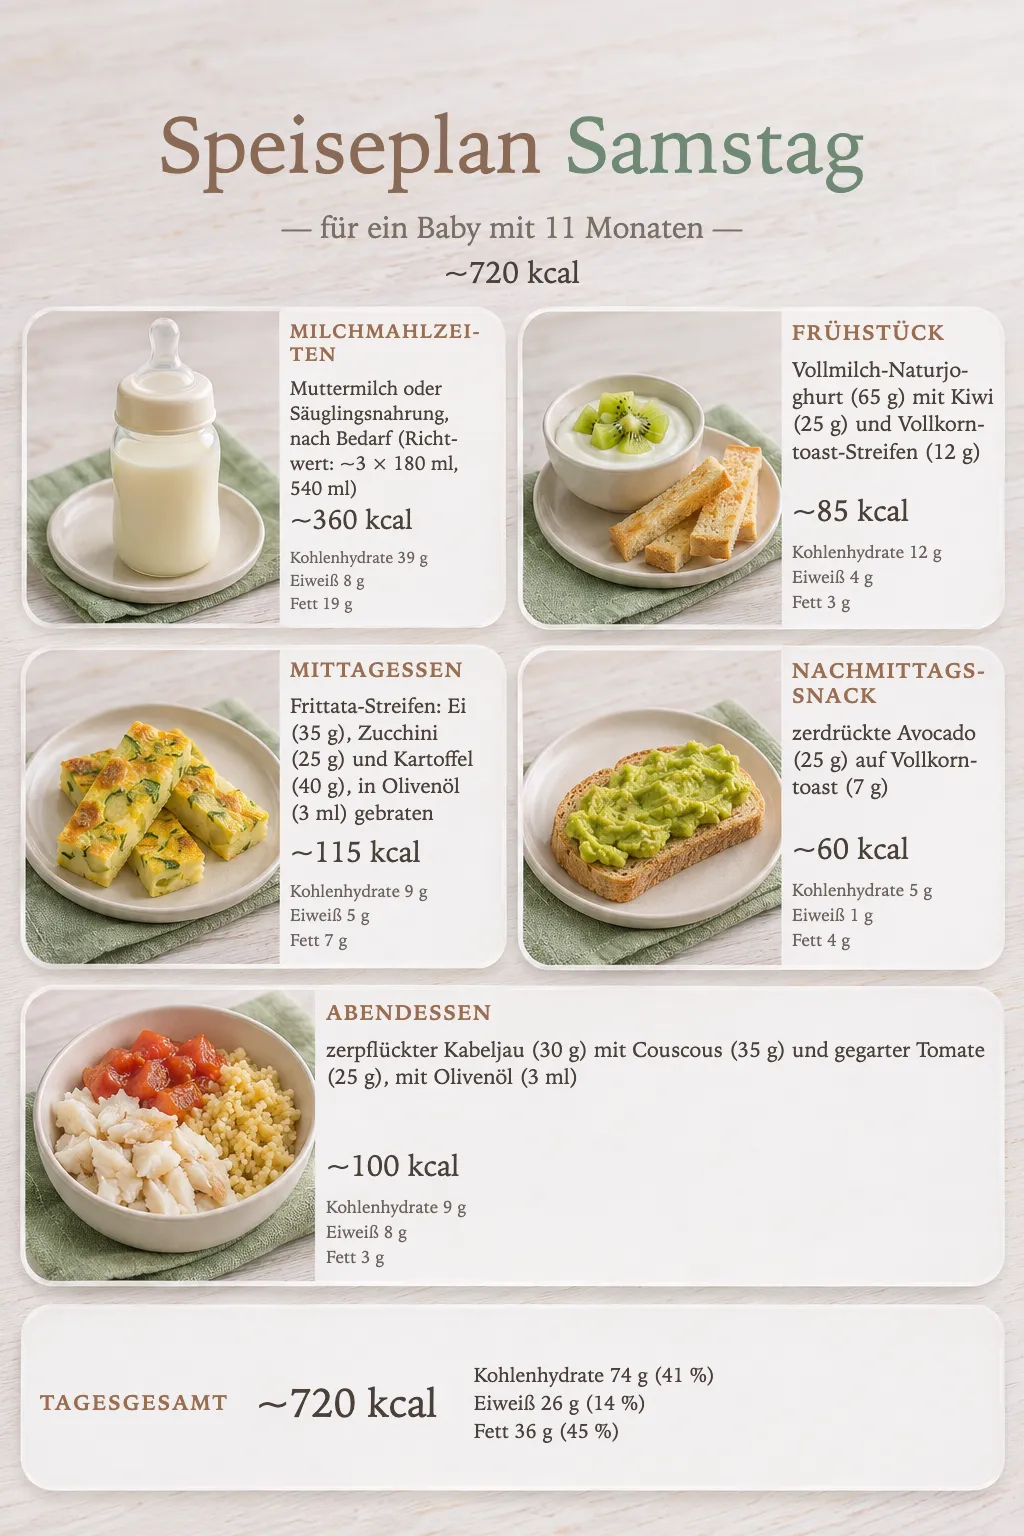 Speiseplan Samstag
— für ein Baby mit 11 Monaten —
~720 kcal
MILCHMAHLZEI-
TEN
Muttermilch oder
Säuglingsnahrung,
nach Bedarf (Richt-
wert: ~3 × 180 ml,
540 ml)
~360 kcal
Kohlenhydrate 39 g
Eiweiß 8 g
Fett 19 g
FRÜHSTÜCK
Vollmilch-Naturjo-
ghurt (65 g) mit Kiwi
(25 g) und Vollkorn-
toast-Streifen (12 g)
~85 kcal
Kohlenhydrate 12 g
Eiweiß 4 g
Fett 3 g
MITTAGESSEN
Frittata-Streifen: Ei
(35 g), Zucchini
(25 g) und Kartoffel
(40 g), in Olivenöl
(3 ml) gebraten
~115 kcal
Kohlenhydrate 9 g
Eiweiß 5 g
Fett 7 g
NACHMITTAGS-
SNACK
zerdrückte Avocado
(25 g) auf Vollkorn-
toast (7 g)
~60 kcal
Kohlenhydrate 5 g
Eiweiß 1 g
Fett 4 g
ABENDESSEN
zerpflückter Kabeljau (30 g) mit Couscous (35 g) und gegarter Tomate
(25 g), mit Olivenöl (3 ml)
~100 kcal
Kohlenhydrate 9 g
Eiweiß 8 g
Fett 3 g
TAGESGESAMT
~720 kcal
Kohlenhydrate 74 g (41 %)
Eiweiß 26 g (14 %)
Fett 36 g (45 %)